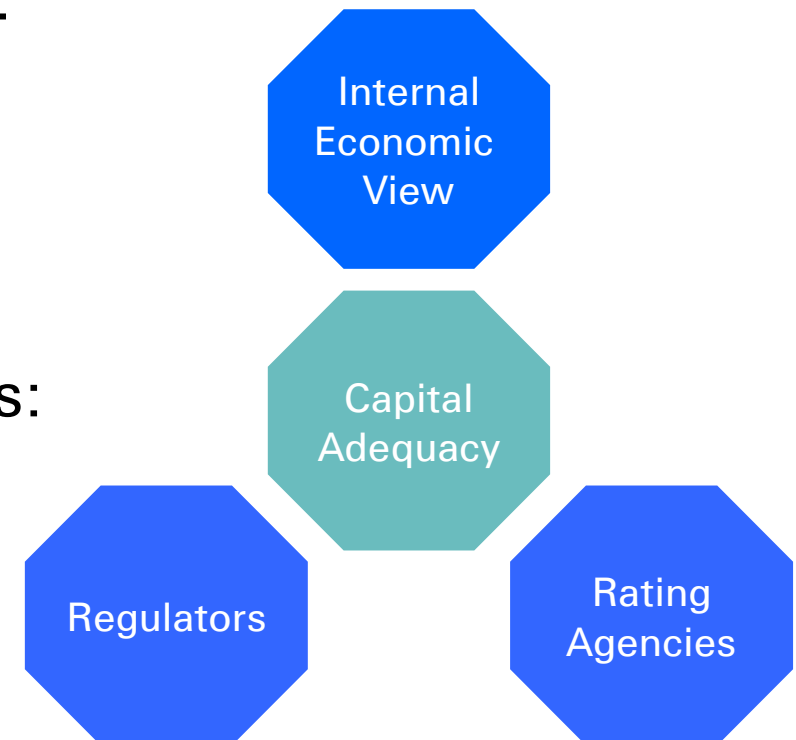 Internal
Economic
View
s:
Capital
Adequacy
Regulators
Rating
Agencies